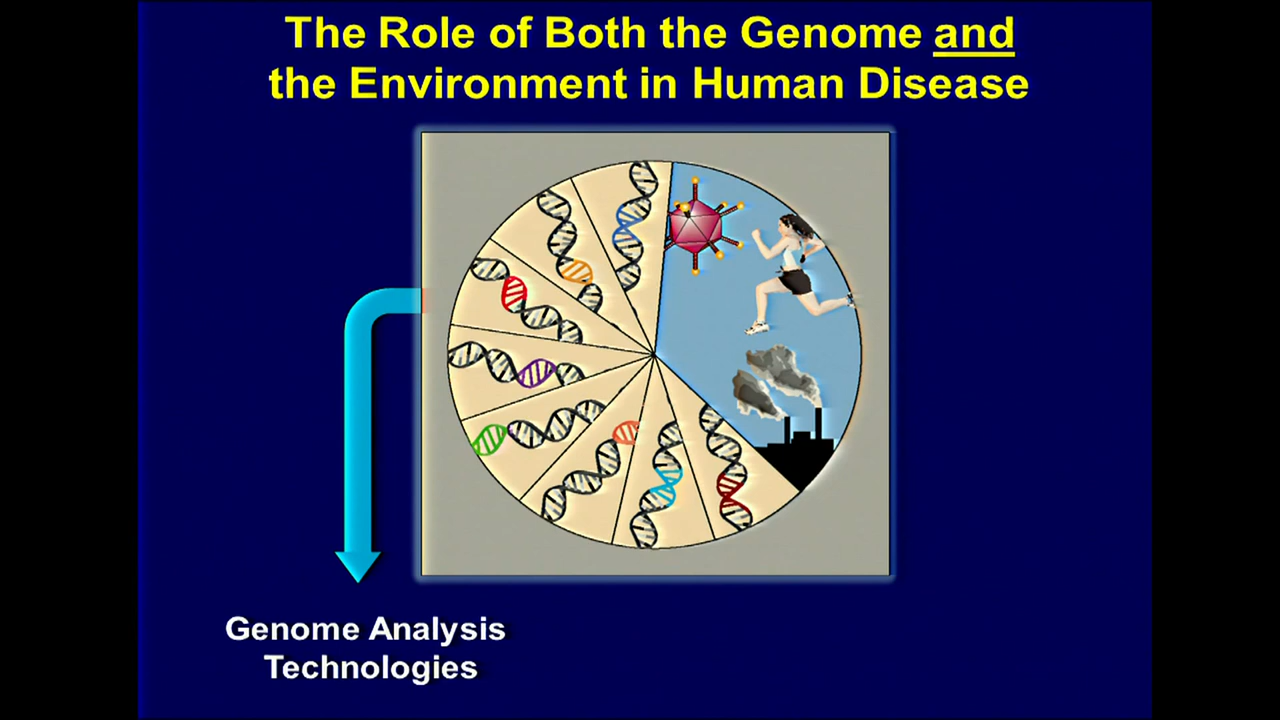 The Role of Both the Genome and
the Environment in Human Disease
Genome Analysis
Technologies